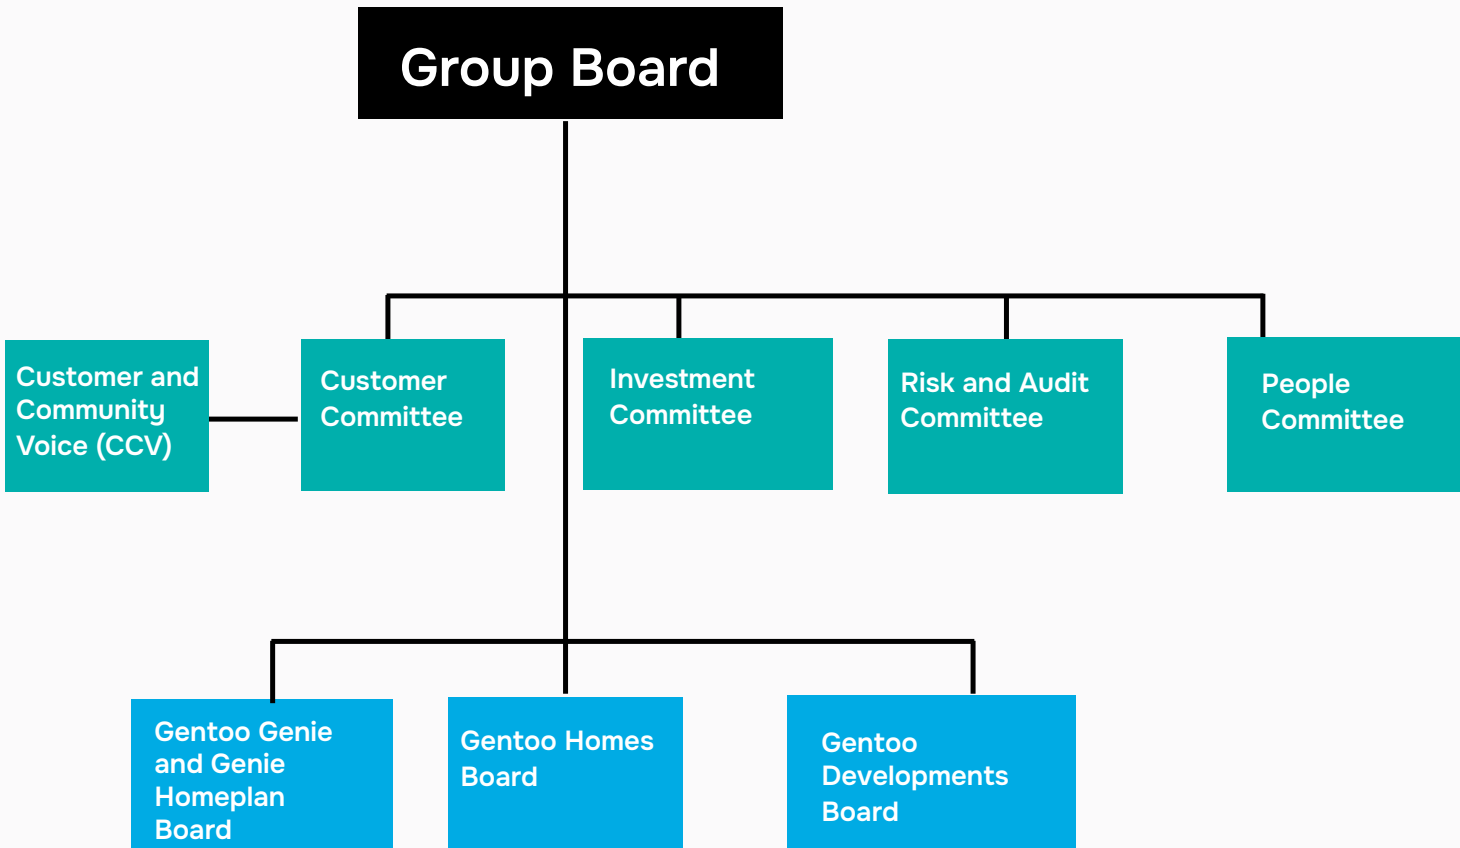 Group Board
Customer and
Community
Voice (CCV)
Customer
Committee
Investment
Committee
Risk and Audit
Committee
People
Committee
Gentoo Genie
and Genie
Homeplan
Board
Gentoo Homes
Board
Gentoo
Developments
Board